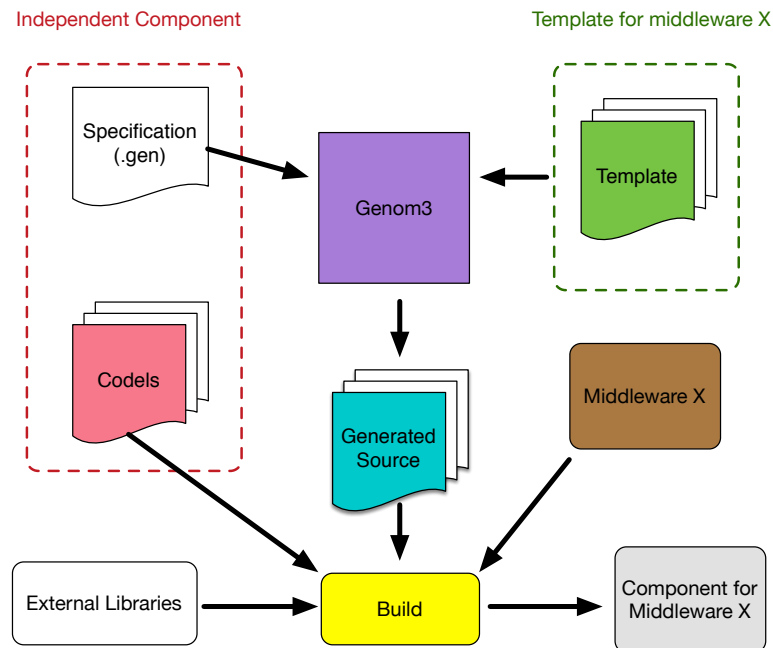 Independent Component
Template for middleware X
Specification
(.gen)
Genom3
Template
Codels
Generated
Source
Middleware X
External Libraries
Build
Component for
Middleware X